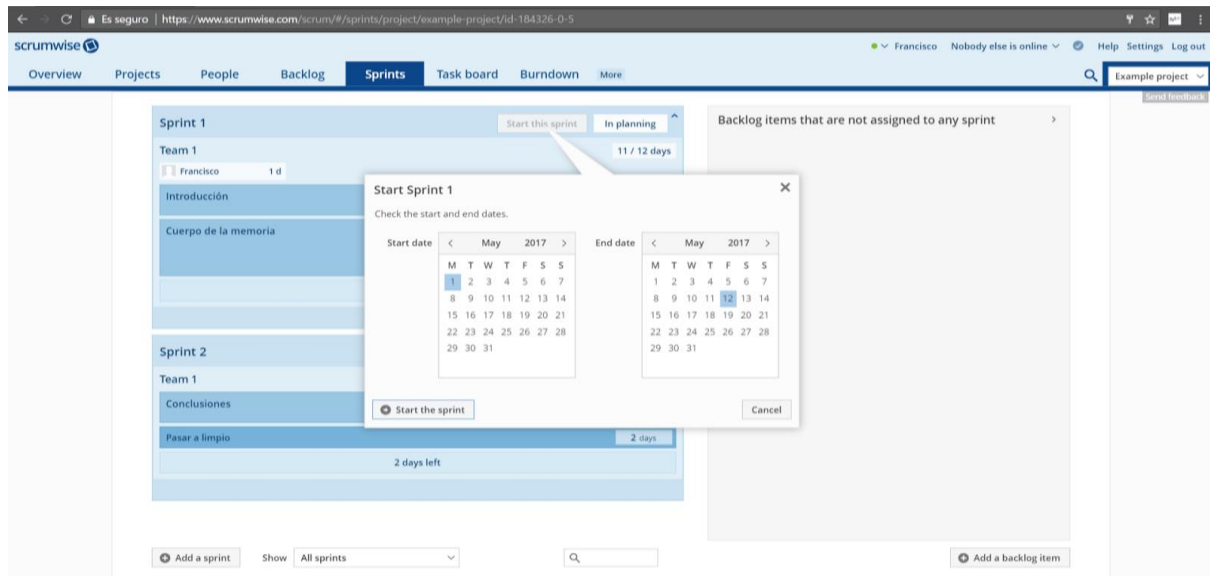 Es seguro | https://www.scrumwise.com/scrum/#/sprints/project/example-project/id-184326-0-5
scrumwise
Francisco Nobody else is online Help Settings Log out
Overview Projects People Backlog Sprints Task board Burndown More Example project
Send feedback
Sprint 1 Start this sprint In planning
Team 1 11 / 12 days
Francisco 1 d
Introducción
Cuerpo de la memoria
Backlog items that are not assigned to any sprint
Start Sprint 1
Check the start and end dates.
Start date < May 2017 > End date < May 2017 >
M T W T F S S M T W T F S S
1 2 3 4 5 6 7 1 2 3 4 5 6 7
8 9 10 11 12 13 14 8 9 10 11 12 13 14
15 16 17 18 19 20 21 15 16 17 18 19 20 21
22 23 24 25 26 27 28 22 23 24 25 26 27 28
29 30 31 29 30 31
Start the sprint Cancel
Sprint 2
Team 1
Conclusiones
Pasar a limpio 2 days
2 days left
Add a sprint Show All sprints Add a backlog item